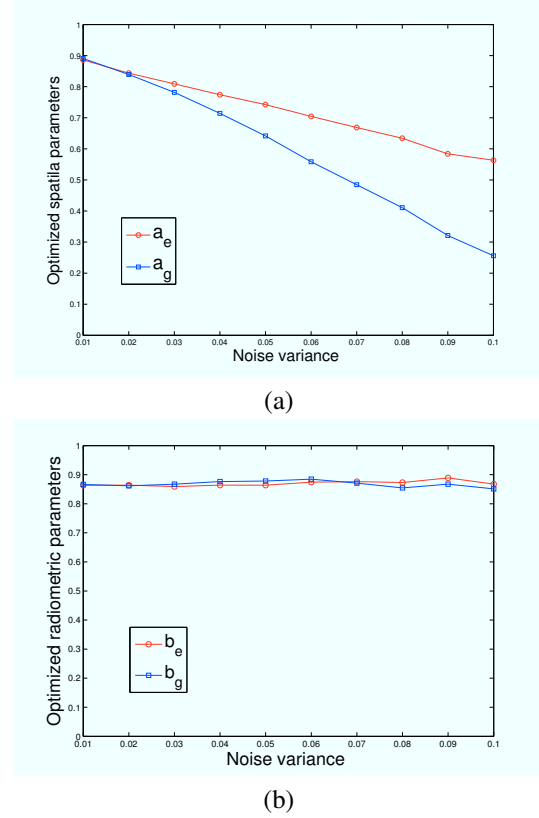 1
0.9
0.8
0.7
0.6
0.5
0.4
0.3
0.2
0.1
0
Optimized spatila parameters
a_e
a_g
0.01 0.02 0.03 0.04 0.05 0.06 0.07 0.08 0.09 0.1
Noise variance
(a)
1
0.9
0.8
0.7
0.6
0.5
0.4
0.3
0.2
0.1
0
Optimized radiometric parameters
b_e
b_g
0.01 0.02 0.03 0.04 0.05 0.06 0.07 0.08 0.09 0.1
Noise variance
(b)